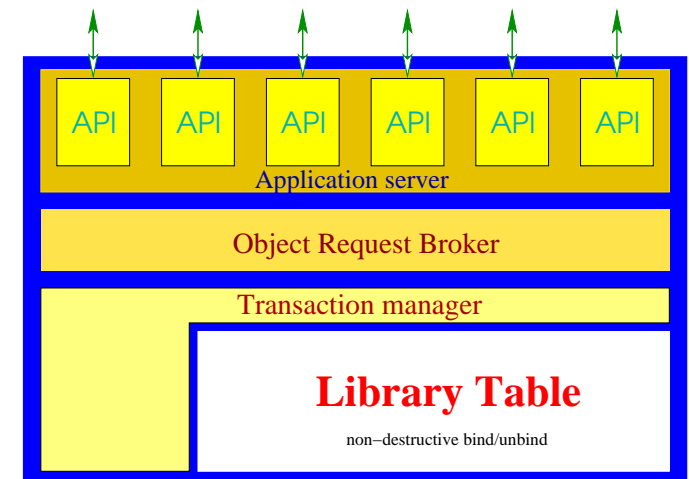 API API API API API API
Application server
Object Request Broker
Transaction manager
Library Table
non−destructive bind/unbind